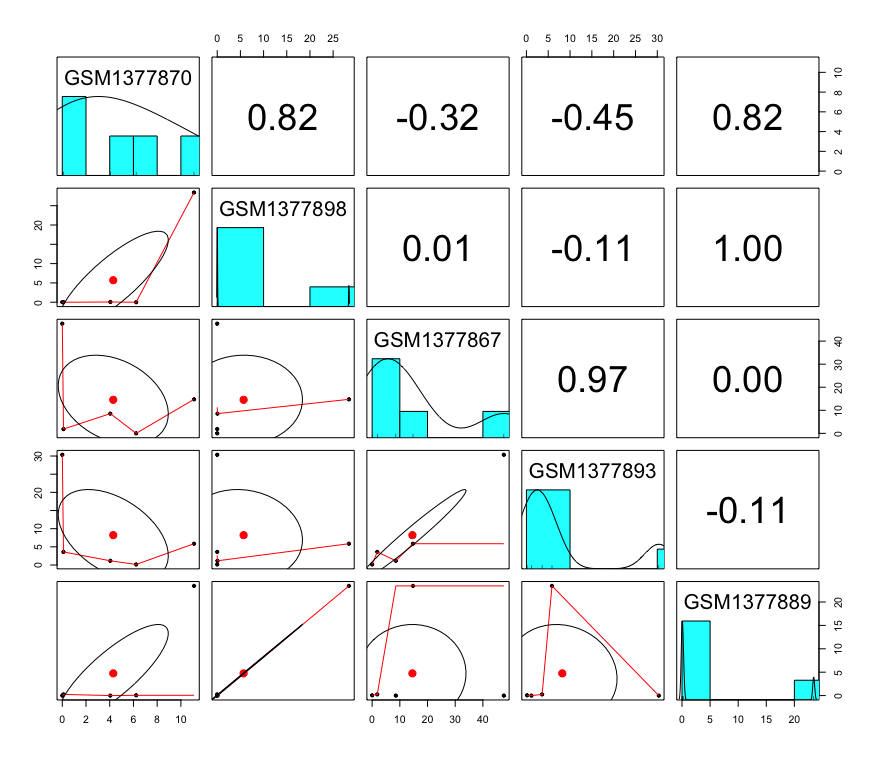 0 5 10 15 20 25
0 5 10 15 20 25 30
GSM1377870
0.82
-0.32
-0.45
0.82
0 2 4 6 8 10
0 5 10 20
GSM1377898
0.01
-0.11
1.00
GSM1377867
0.97
0.00
0 10 20 30 40
0 5 10 20 30
GSM1377893
-0.11
GSM1377889
0 5 10 15 20
0 2 4 6 8 10
0 10 20 30 40
0 5 10 20